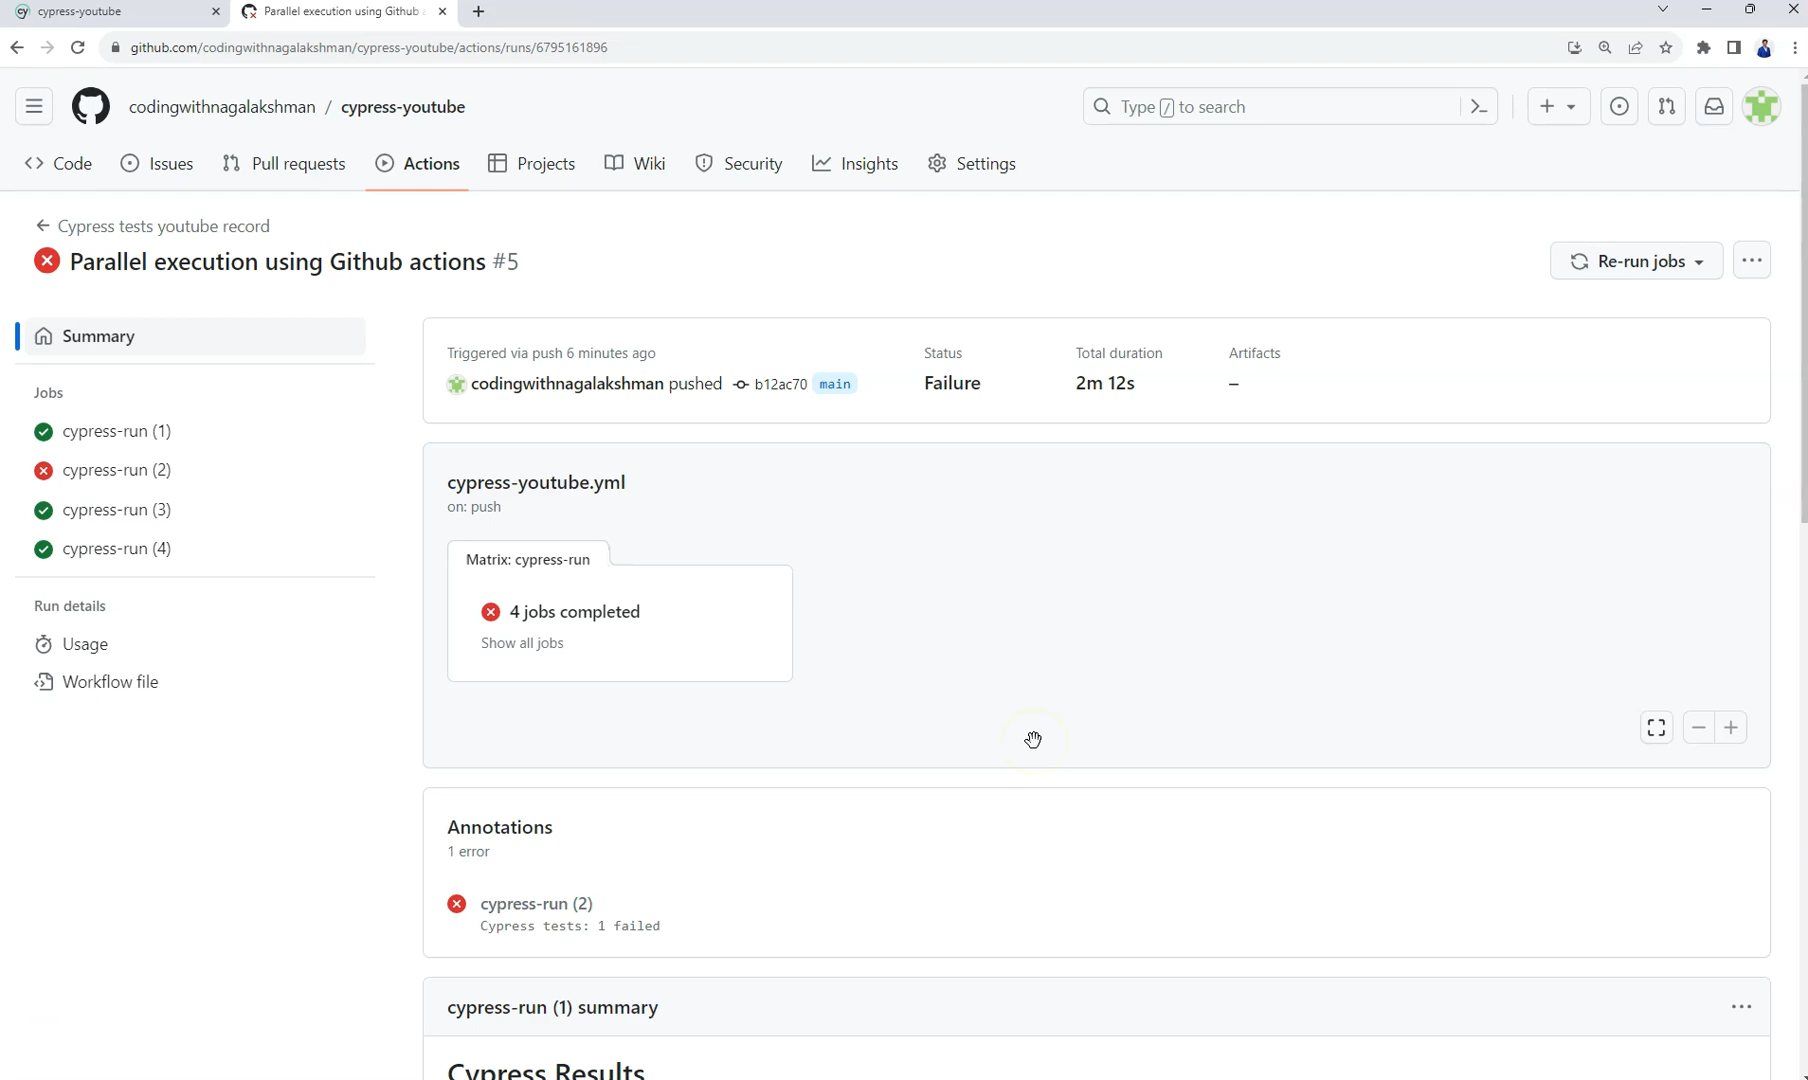 cypress-youtube
Parallel execution using Github
github.com/codingwithnagalakshman/cypress-youtube/actions/runs/6795161896
codingwithnagalakshman / cypress-youtube
Type / to search
Code Issues Pull requests Actions Projects Wiki Security Insights Settings
Cypress tests youtube record
Parallel execution using Github actions #5
Re-run jobs
Summary
Jobs
cypress-run (1)
cypress-run (2)
cypress-run (3)
cypress-run (4)
Run details
Usage
Workflow file
Triggered via push 6 minutes ago
codingwithnagalakshman pushed b12ac70 main
Status
Failure
Total duration
2m 12s
Artifacts
–
cypress-youtube.yml
on: push
Matrix: cypress-run
4 jobs completed
Show all jobs
Annotations
1 error
cypress-run (2)
Cypress tests: 1 failed
cypress-run (1) summary
Cypress Results